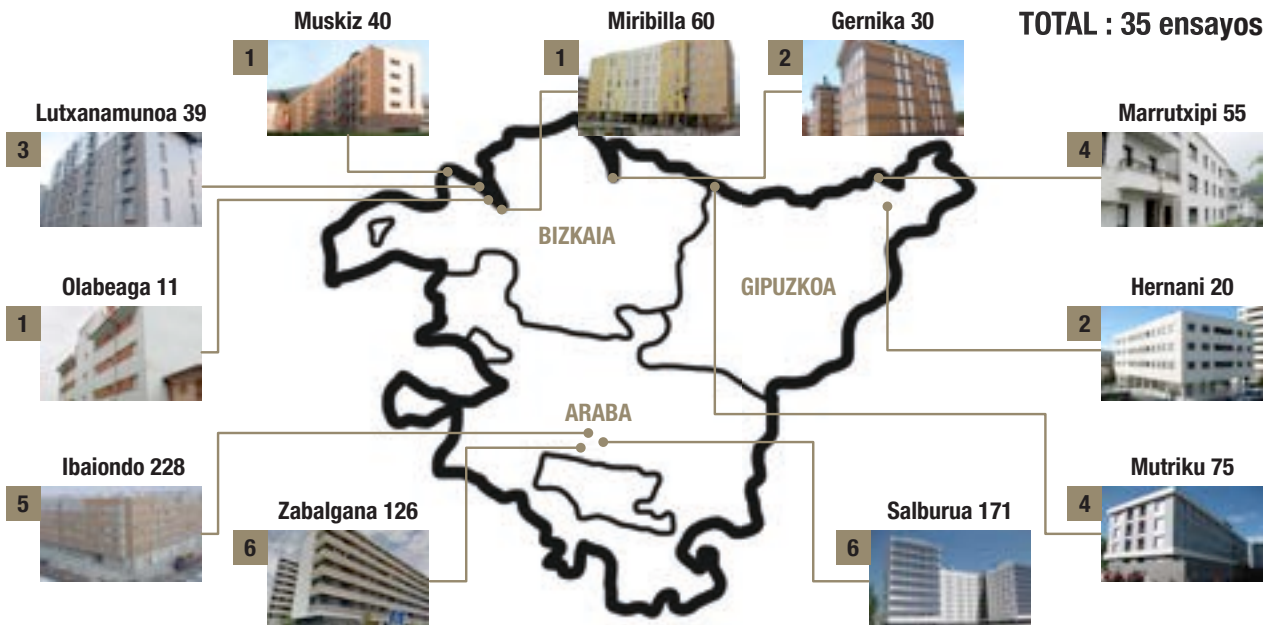 TOTAL : 35 ensayos
Muskiz 40
1
Miribilla 60
1
Gernika 30
2
Lutxanamunoa 39
3
Marrutxipi 55
4
BIZKAIA
GIPUZKOA
Olabeaga 11
1
Hernani 20
2
ARABA
Ibaiondo 228
5
Zabalgana 126
6
Salburua 171
6
Mutriku 75
4